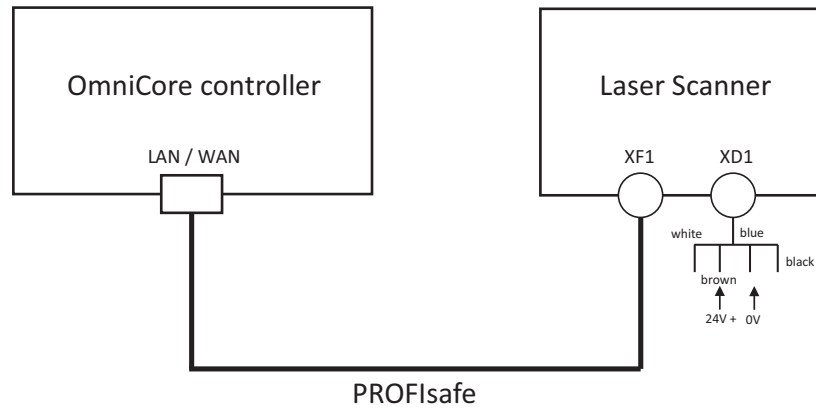 OmniCore controller
LAN / WAN
Laser Scanner
XF1
XD1
white
blue
black
brown
24V +
0V
PROFIsafe